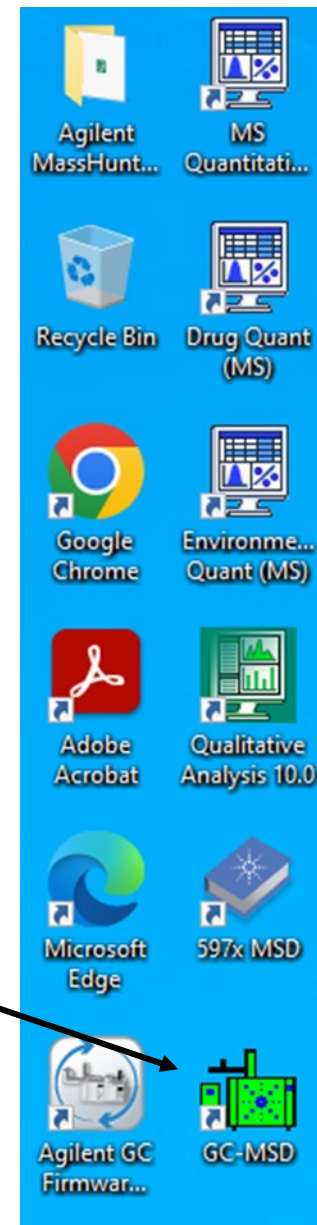 Agilent
MassHunt...
MS
Quantitati...
Recycle Bin
Drug Quant
(MS)
Google
Chrome
Environme...
Quant (MS)
Adobe
Acrobat
Qualitative
Analysis 10.0
Microsoft
Edge
597x MSD
Agilent GC
Firmwar...
GC-MSD